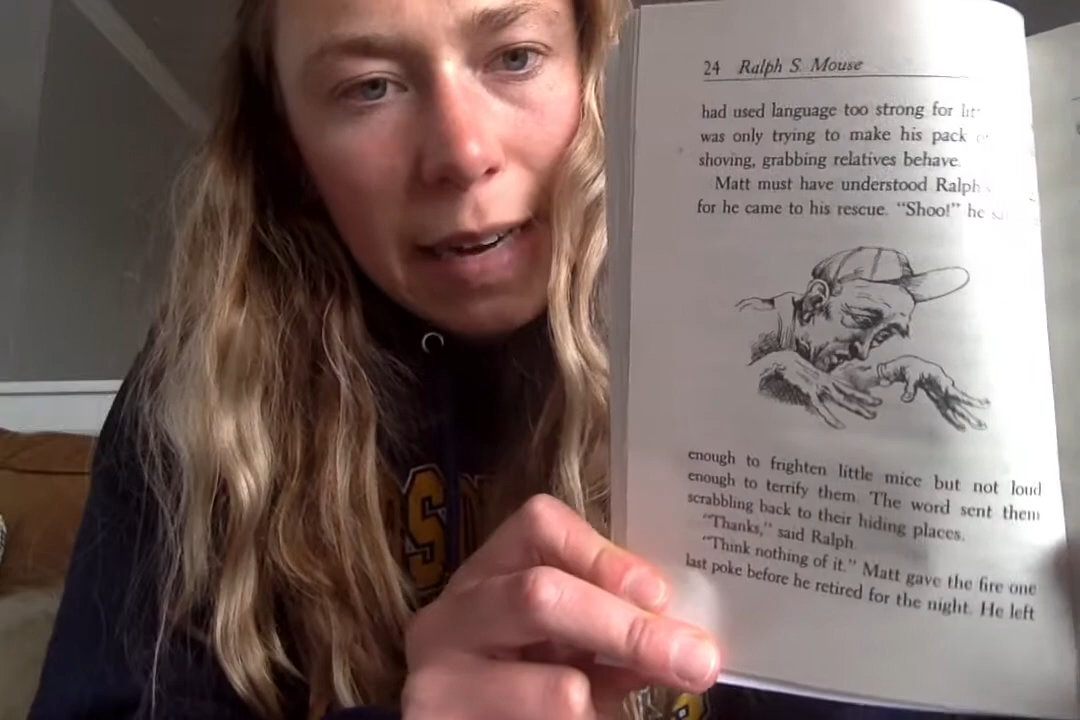 24 Ralph S. Mouse
had used language too strong for
was only trying to make his pack
shoving, grabbing relatives behave.
Matt must have understood Ralph
for he came to his rescue. "Shoo!" he
enough to frighten little mice but not loud
enough to terrify them. The word sent them
scrabbling back to their hiding places.
"Thanks," said Ralph.
"Think nothing of it." Matt gave the fire one
last poke before he retired for the night. He left